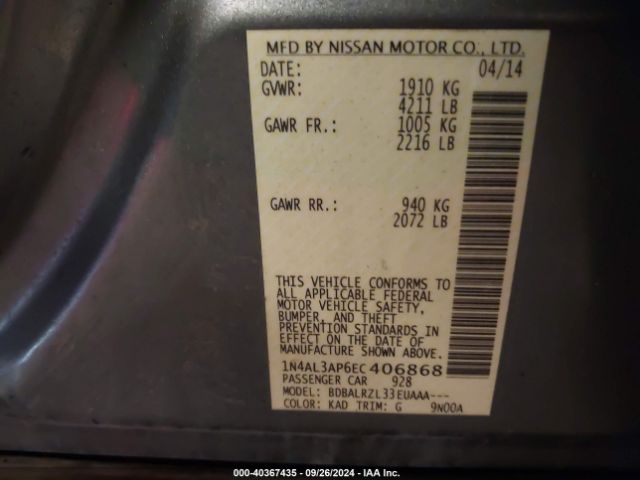 MFD BY NISSAN MOTOR CO., LTD.
DATE: 04/14
GVWR: 1910 KG
4211 LB
GAWR FR.: 1005 KG
2216 LB
GAWR RR.: 940 KG
2072 LB
THIS VEHICLE CONFORMS TO
ALL APPLICABLE FEDERAL
MOTOR VEHICLE SAFETY,
BUMPER, AND THEFT
PREVENTION STANDARDS IN
EFFECT ON THE DATE OF
MANUFACTURE SHOWN ABOVE.
1N4AL3AP6EC406868
PASSENGER CAR 928
MODEL: BDBALRZL33EUAAA---
COLOR: KAD TRIM: G 9N00A
000-40367435 - 09/26/2024 - IAA Inc.